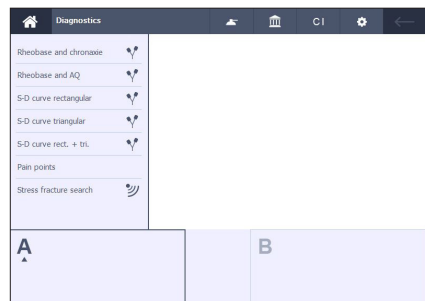 Diagnostics
CI
Rheobase and chronaxie
Rheobase and AQ
S-D curve rectangular
S-D curve triangular
S-D curve rect. + tri.
Pain points
Stress fracture search
A
B